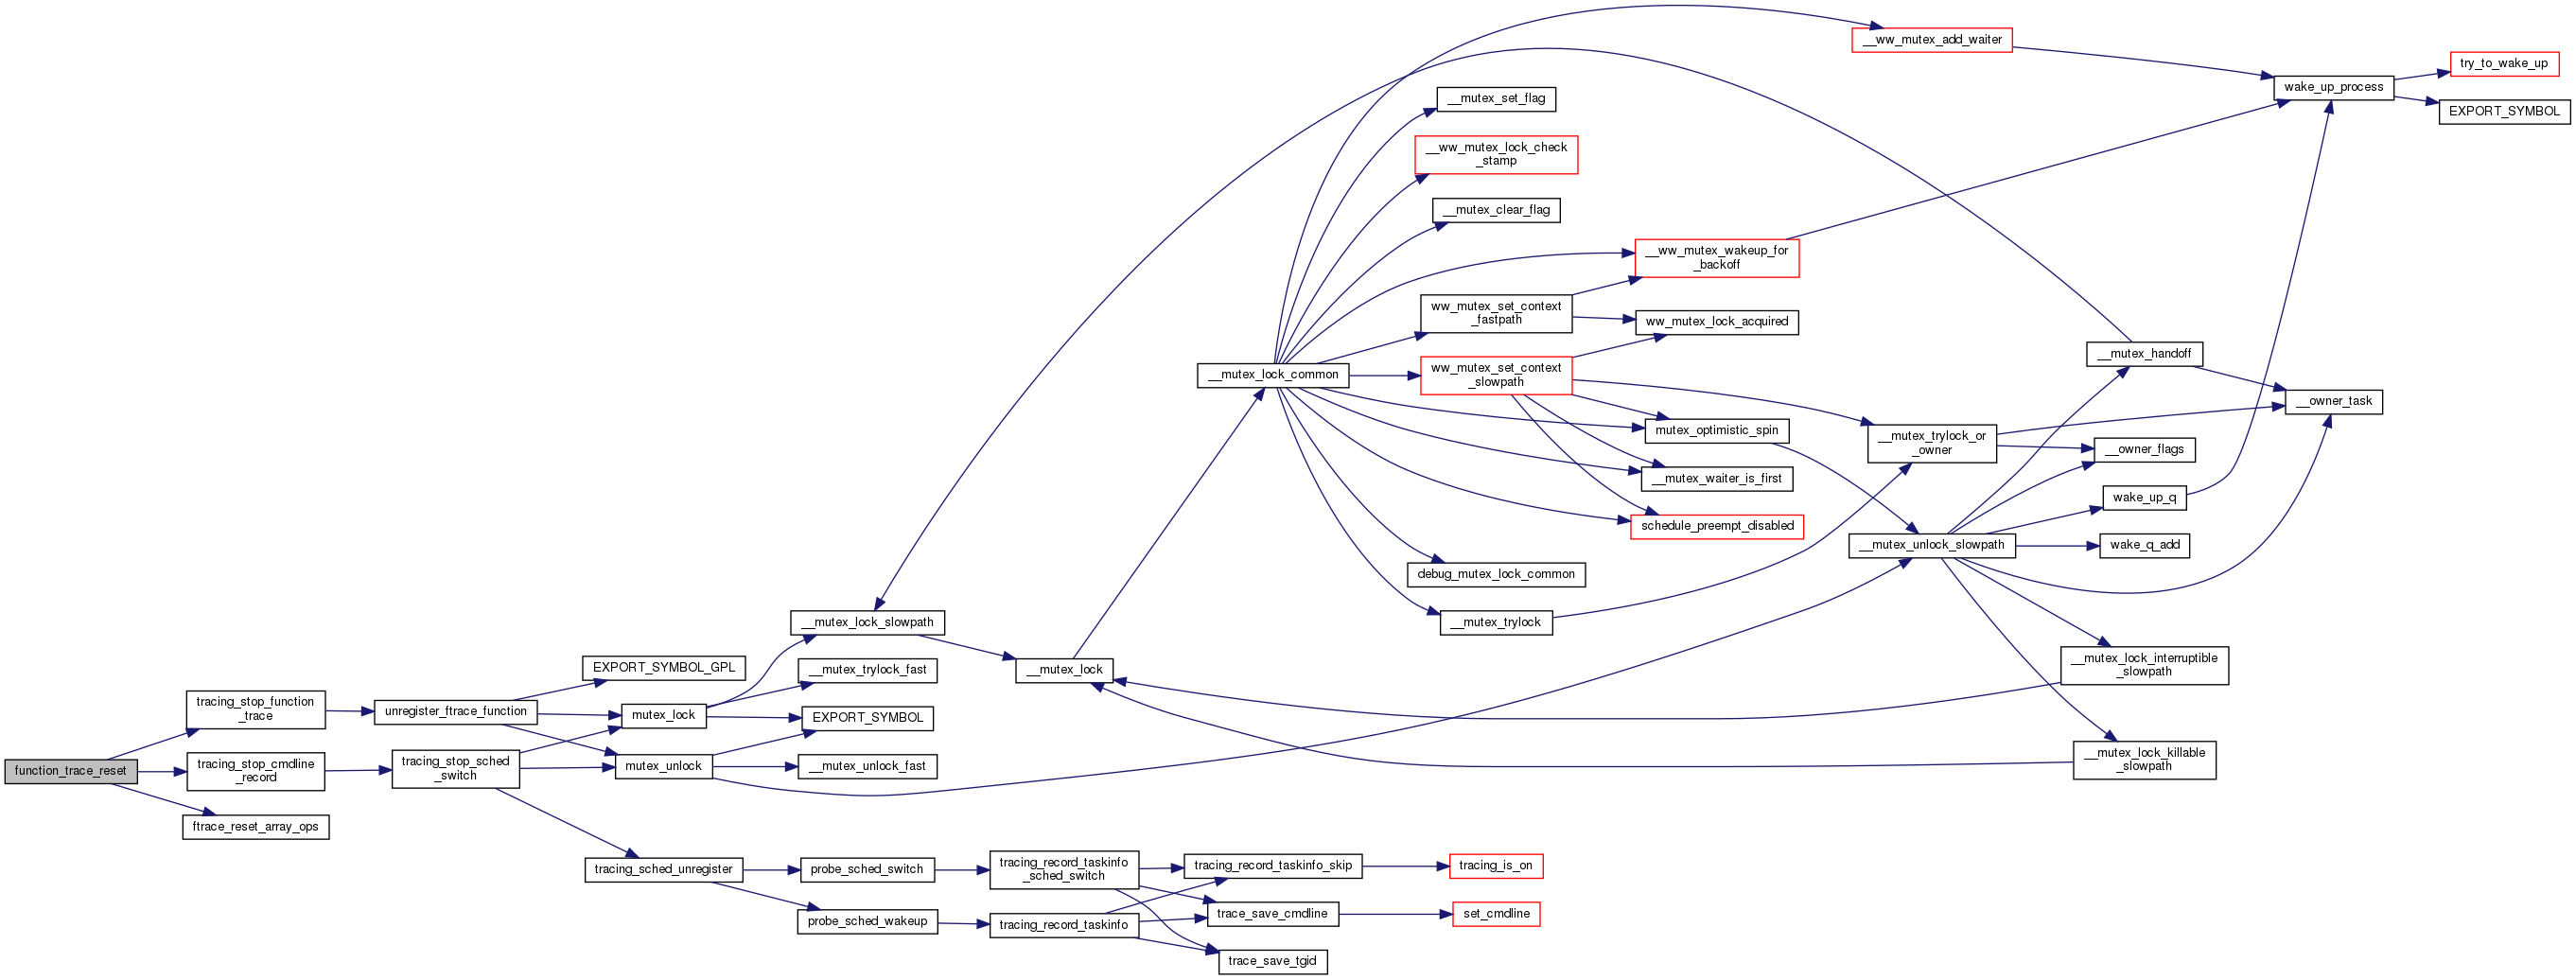 function_trace_reset
tracing_stop_function
_trace
tracing_stop_cmdline
_record
ftrace_reset_array_ops
unregister_ftrace_function
tracing_stop_sched
_switch
EXPORT_SYMBOL_GPL
mutex_lock
mutex_unlock
tracing_sched_unregister
__mutex_lock_slowpath
__mutex_trylock_fast
EXPORT_SYMBOL
__mutex_unlock_fast
probe_sched_switch
probe_sched_wakeup
__mutex_lock
tracing_record_taskinfo
_sched_switch
tracing_record_taskinfo
__mutex_lock_common
tracing_record_taskinfo_skip
trace_save_cmdline
trace_save_tgid
__mutex_set_flag
__ww_mutex_lock_check
_stamp
__mutex_clear_flag
ww_mutex_set_context
_fastpath
ww_mutex_set_context
_slowpath
debug_mutex_lock_common
__mutex_trylock
tracing_is_on
set_cmdline
__ww_mutex_wakeup_for
_backoff
ww_mutex_lock_acquired
mutex_optimistic_spin
__mutex_waiter_is_first
schedule_preempt_disabled
__ww_mutex_add_waiter
__mutex_trylock_or
_owner
__mutex_unlock_slowpath
__mutex_handoff
__owner_flags
wake_up_q
wake_q_add
__mutex_lock_interruptible
_slowpath
__mutex_lock_killable
_slowpath
wake_up_process
__owner_task
try_to_wake_up
EXPORT_SYMBOL